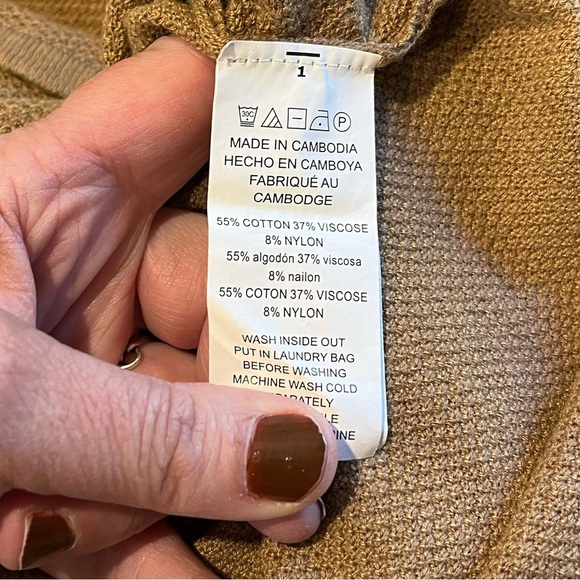 1
30C
P
MADE IN CAMBODIA
HECHO EN CAMBOYA
FABRIQUÉ AU
CAMBODGE
55% COTTON 37% VISCOSE
8% NYLON
55% algodón 37% viscosa
8% nailon
55% COTON 37% VISCOSE
8% NYLON
WASH INSIDE OUT
PUT IN LAUNDRY BAG
BEFORE WASHING
MACHINE WASH COLD